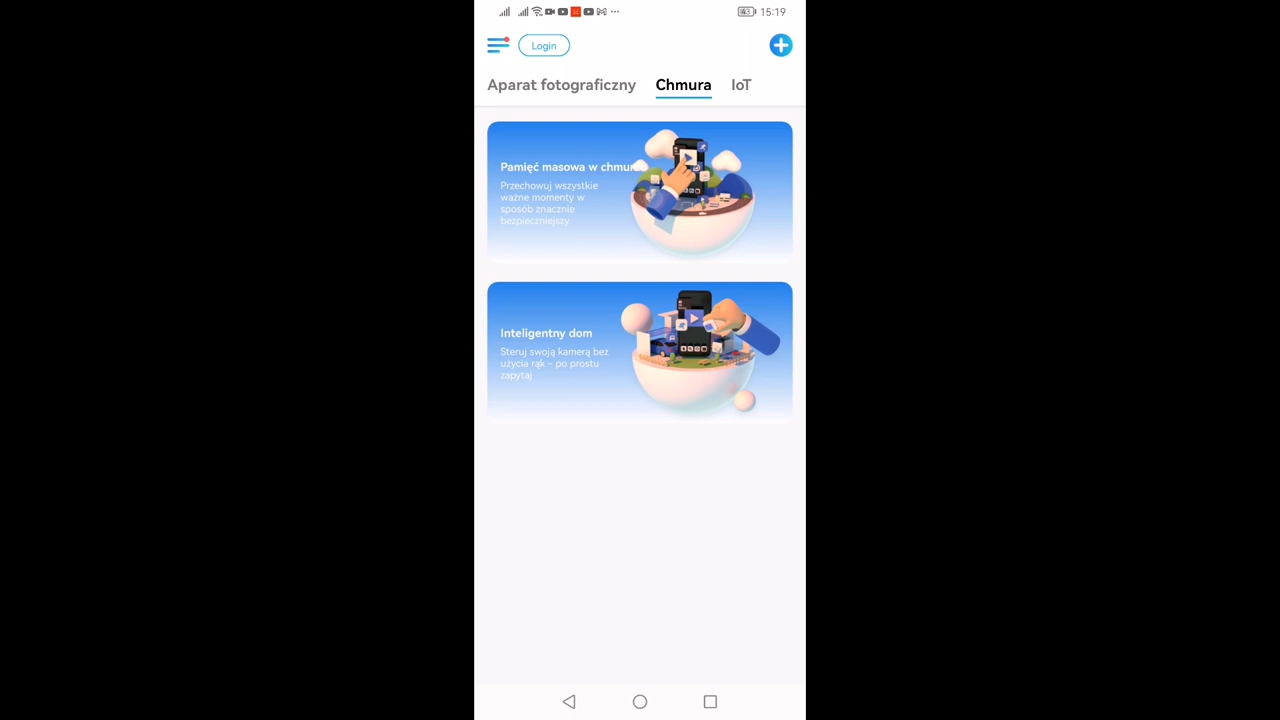 43 15:19
Login
Aparat fotograficzny Chmura IoT
Pamięć masowa w chmurze
Przechowuj wszystkie
ważne momenty w
sposób znacznie
bezpieczniejszy
Inteligentny dom
Steruj swoją kamerą bez
użycia rąk – po prostu
zapytaj